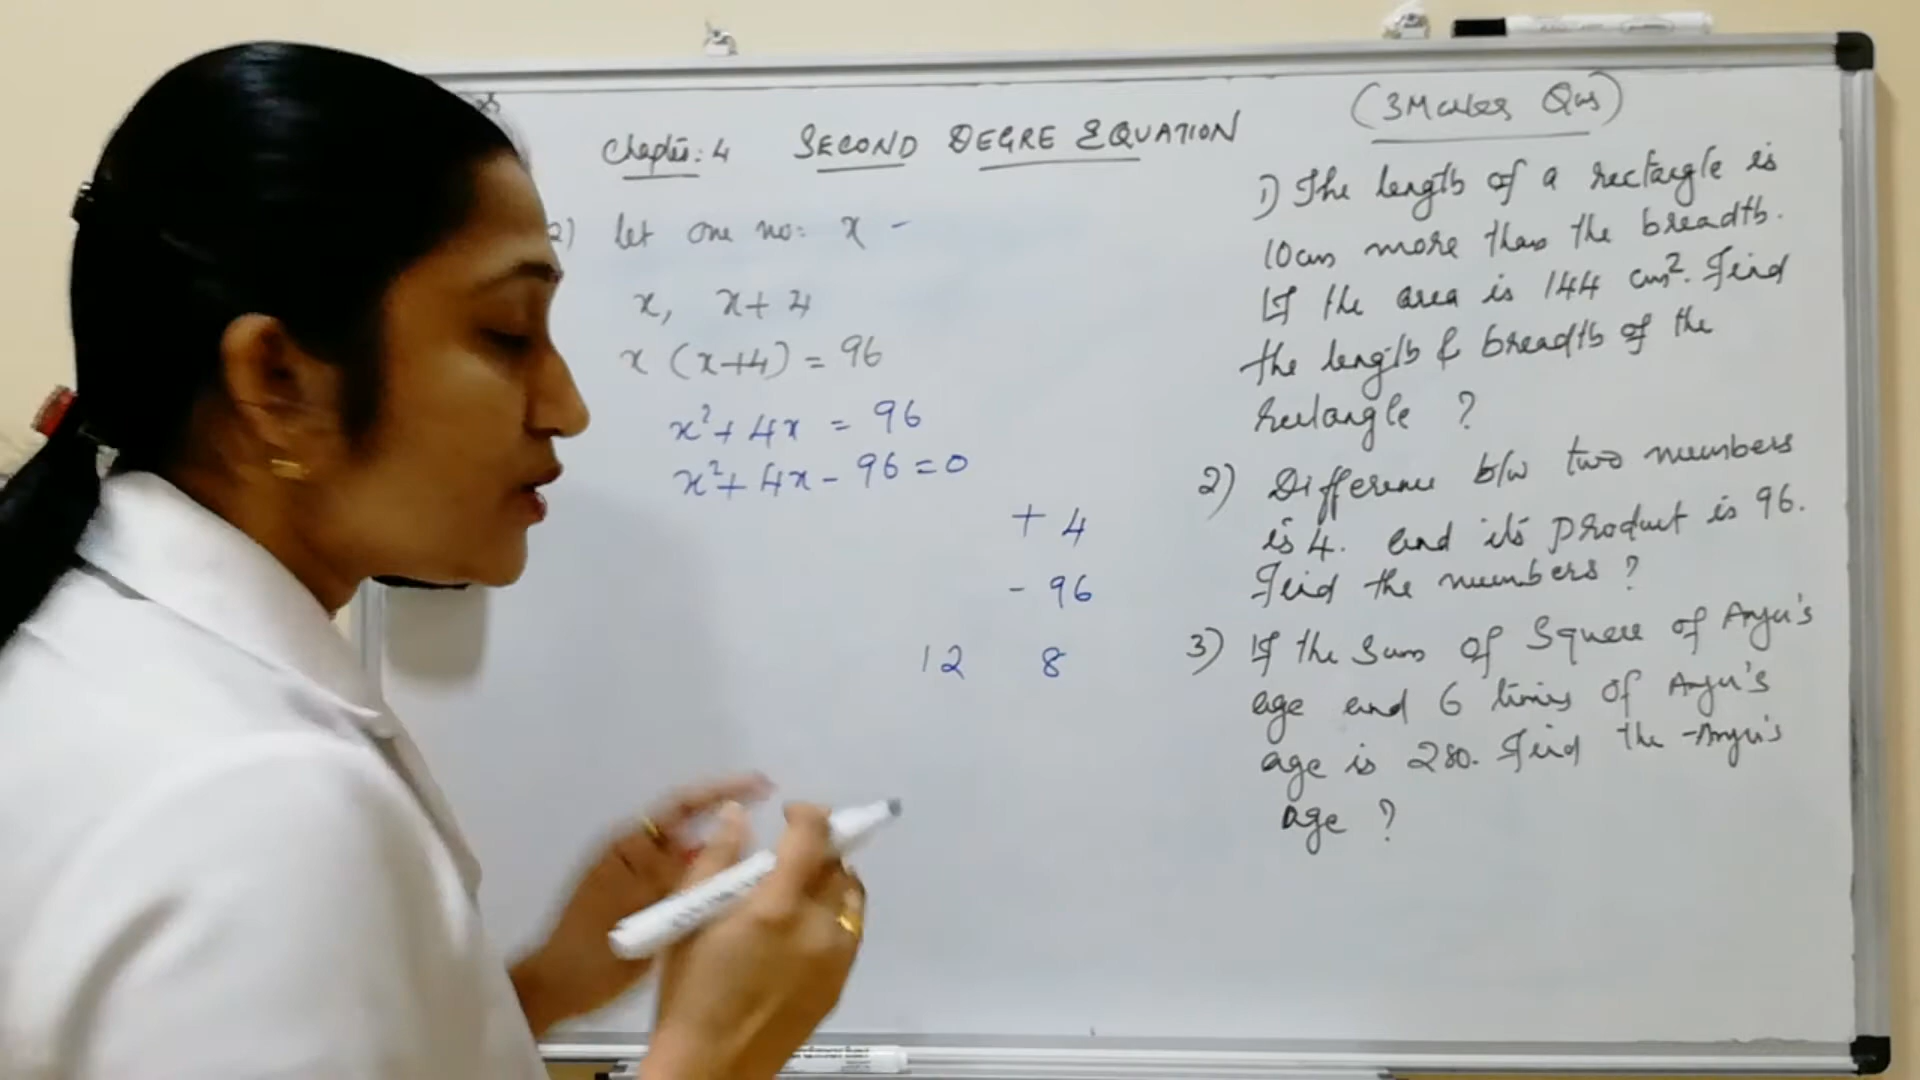 Chapter: 4 SECOND DEGRE EQUATION
2) let one no: x -
x, x+4
x (x+4) = 96
x²+ 4x = 96
x²+ 4x - 96 = 0
+ 4
- 96
12 8
(3 Marks Qus)
1) The length of a rectangle is
10cm more than the breadth.
If the area is 144 cm². Find
the length & breadth of the
rectangle ?
2) Difference b/w two numbers
is 4. and its product is 96.
Find the numbers ?
3) If the Sum of Square of Anju's
age and 6 times of Anju's
age is 280. Find the Anju's
age ?